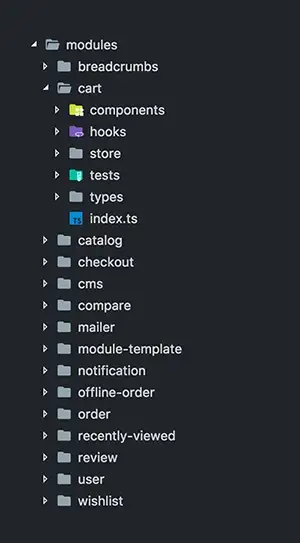 modules
breadcrumbs
cart
components
hooks
store
tests
types
TS index.ts
catalog
checkout
cms
compare
mailer
module-template
notification
offline-order
order
recently-viewed
review
user
wishlist